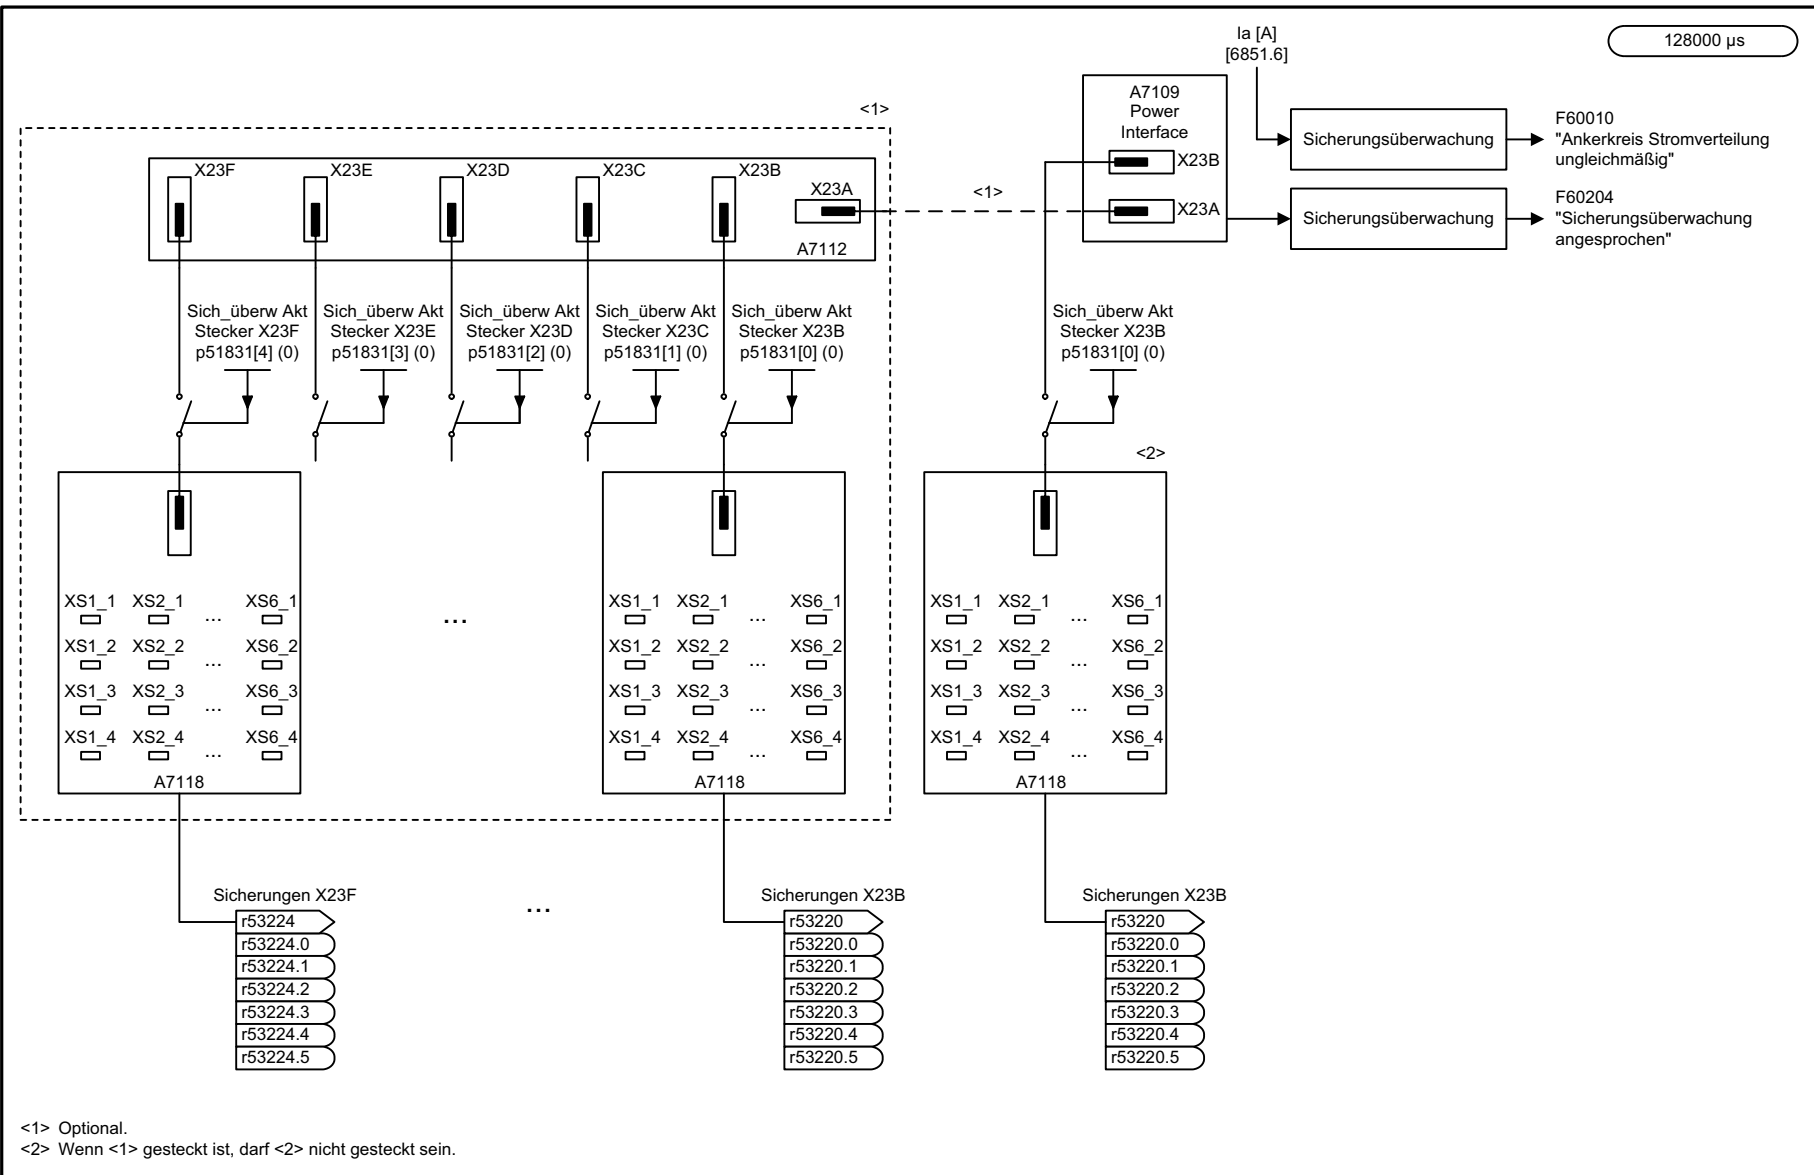 Ia [A]
[6851.6]
128000 µs
A7109
Power
Interface
X23B
X23A
Sicherungsüberwachung
F60010
"Ankerkreis Stromverteilung
ungleichmäßig"
Sicherungsüberwachung
F60204
"Sicherungsüberwachung
angesprochen"
<1>
<1>
X23F X23E X23D X23C X23B
X23A
A7112
Sich_überw Akt
Stecker X23F
p51831[4] (0)
Sich_überw Akt
Stecker X23E
p51831[3] (0)
Sich_überw Akt
Stecker X23D
p51831[2] (0)
Sich_überw Akt
Stecker X23C
p51831[1] (0)
Sich_überw Akt
Stecker X23B
p51831[0] (0)
Sich_überw Akt
Stecker X23B
p51831[0] (0)
<2>
XS1_1 XS2_1 ... XS6_1
XS1_2 XS2_2 ... XS6_2
XS1_3 XS2_3 ... XS6_3
XS1_4 XS2_4 ... XS6_4
A7118
...
XS1_1 XS2_1 ... XS6_1
XS1_2 XS2_2 ... XS6_2
XS1_3 XS2_3 ... XS6_3
XS1_4 XS2_4 ... XS6_4
A7118
XS1_1 XS2_1 ... XS6_1
XS1_2 XS2_2 ... XS6_2
XS1_3 XS2_3 ... XS6_3
XS1_4 XS2_4 ... XS6_4
A7118
Sicherungen X23F
r53224
r53224.0
r53224.1
r53224.2
r53224.3
r53224.4
r53224.5
...
Sicherungen X23B
r53220
r53220.0
r53220.1
r53220.2
r53220.3
r53220.4
r53220.5
Sicherungen X23B
r53220
r53220.0
r53220.1
r53220.2
r53220.3
r53220.4
r53220.5
<1> Optional.
<2> Wenn <1> gesteckt ist, darf <2> nicht gesteckt sein.